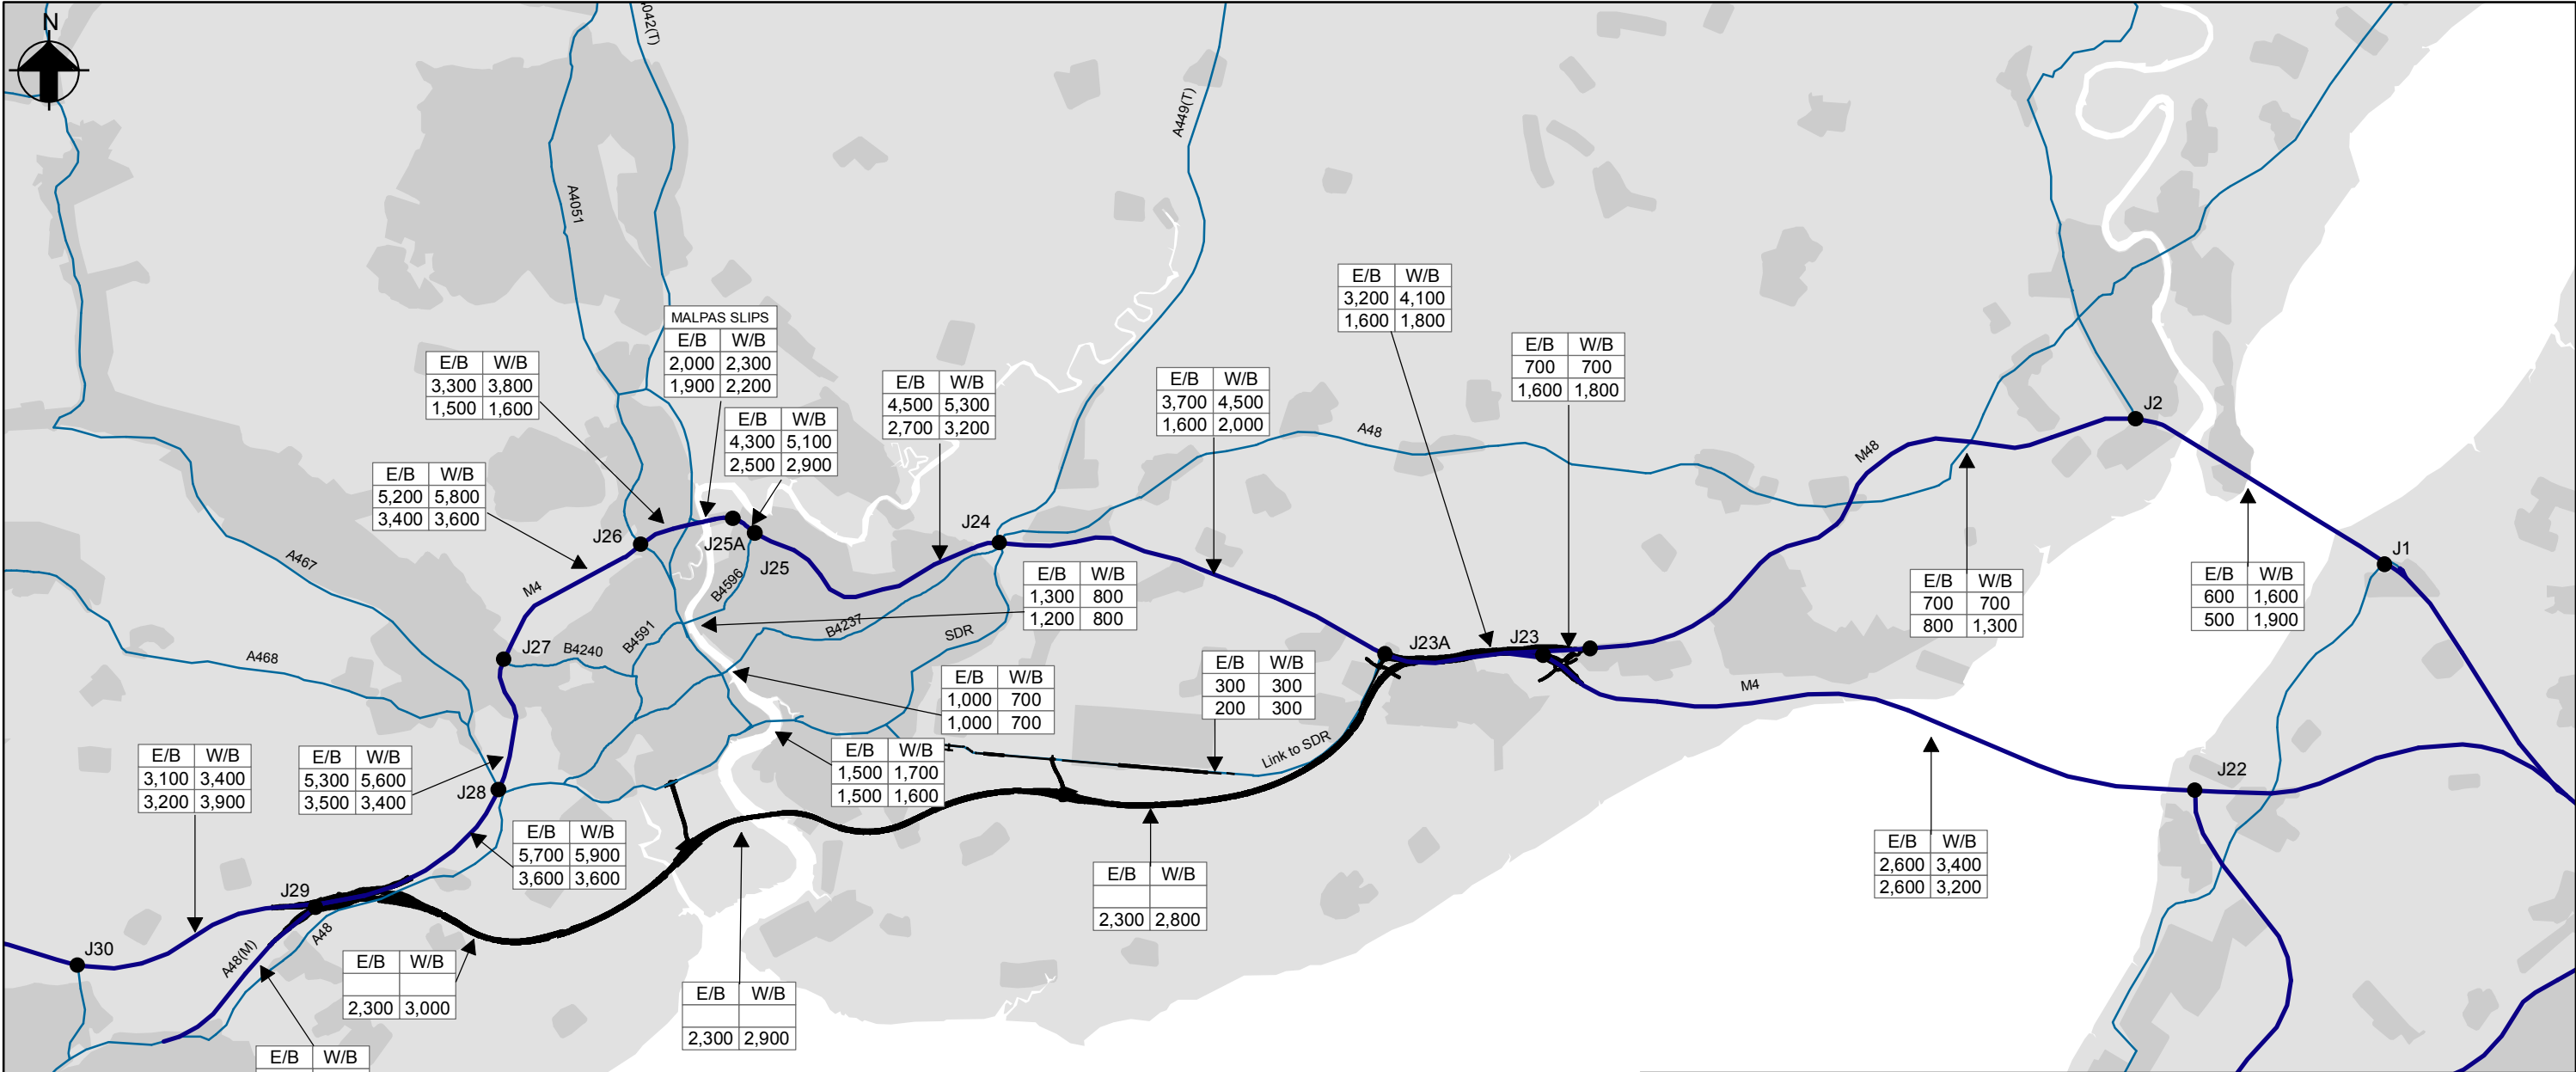 N
A042(T)
A449(T)
A4051
E/B W/B
3,200 4,100
1,600 1,800
MALPAS SLIPS
E/B W/B
2,000 2,300
1,900 2,200
E/B W/B
700 700
1,600 1,800
E/B W/B
3,300 3,800
1,500 1,600
E/B W/B
4,500 5,300
2,700 3,200
E/B W/B
3,700 4,500
1,600 2,000
E/B W/B
4,300 5,100
2,500 2,900
J2
A48
M48
E/B W/B
5,200 5,800
3,400 3,600
J26
J25A
J25
J24
J1
A467
M4
B4596
E/B W/B
1,300 800
1,200 800
E/B W/B
700 700
800 1,300
E/B W/B
600 1,600
500 1,900
J27
B4240
B4591
B4237
SDR
J23A
J23
A468
E/B W/B
1,000 700
1,000 700
E/B W/B
300 300
200 300
M4
Link to SDR
E/B W/B
3,100 3,400
3,200 3,900
E/B W/B
5,300 5,600
3,500 3,400
J28
E/B W/B
1,500 1,700
1,500 1,600
J22
E/B W/B
5,700 5,900
3,600 3,600
E/B W/B
2,600 3,400
2,600 3,200
J29
E/B W/B
2,300 2,800
J30
A48(M)
A48
E/B W/B
2,300 3,000
E/B W/B
2,300 2,900
E/B W/B